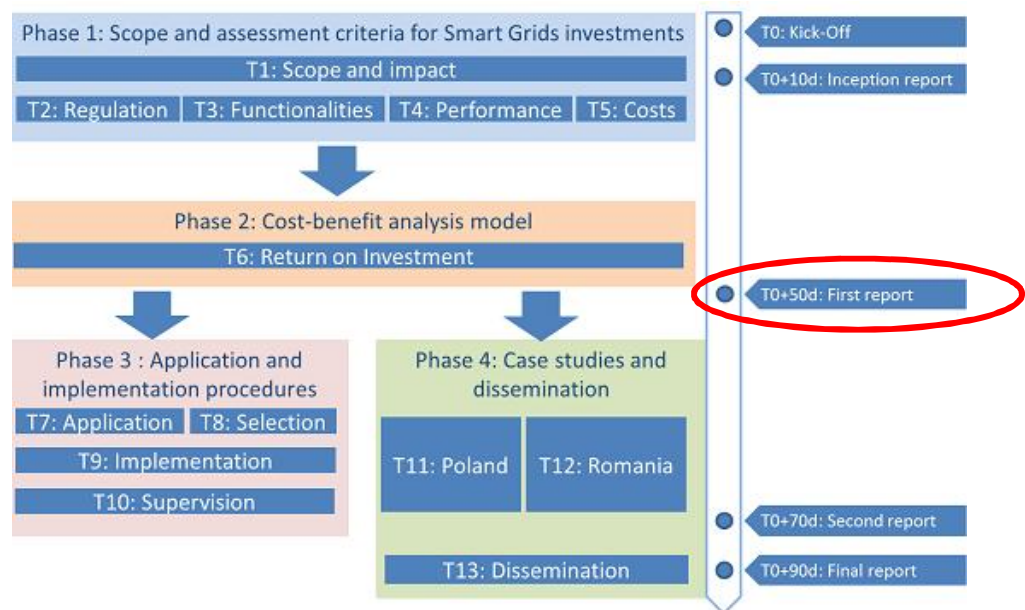 Phase 1: Scope and assessment criteria for Smart Grids investments
T1: Scope and impact
T2: Regulation
T3: Functionalities
T4: Performance
T5: Costs
Phase 2: Cost-benefit analysis model
T6: Return on Investment
Phase 3 : Application and
implementation procedures
T7: Application
T8: Selection
T9: Implementation
T10: Supervision
Phase 4: Case studies and
dissemination
T11: Poland
T12: Romania
T13: Dissemination
T0: Kick-Off
T0+10d: Inception report
T0+50d: First report
T0+70d: Second report
T0+90d: Final report